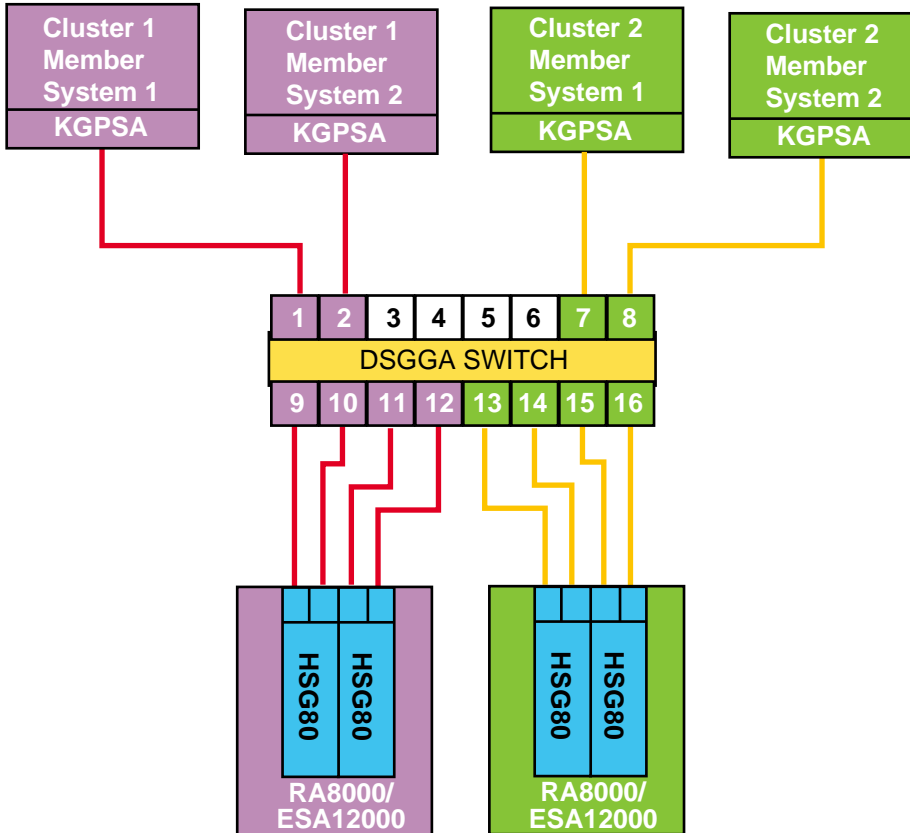 Cluster 1
Member
System 1
KGPSA
Cluster 1
Member
System 2
KGPSA
Cluster 2
Member
System 1
KGPSA
Cluster 2
Member
System 2
KGPSA
1 2 3 4 5 6 7 8
DSGGA SWITCH
9 10 11 12 13 14 15 16
HSG80
HSG80
RA8000/
ESA12000
HSG80
HSG80
RA8000/
ESA12000